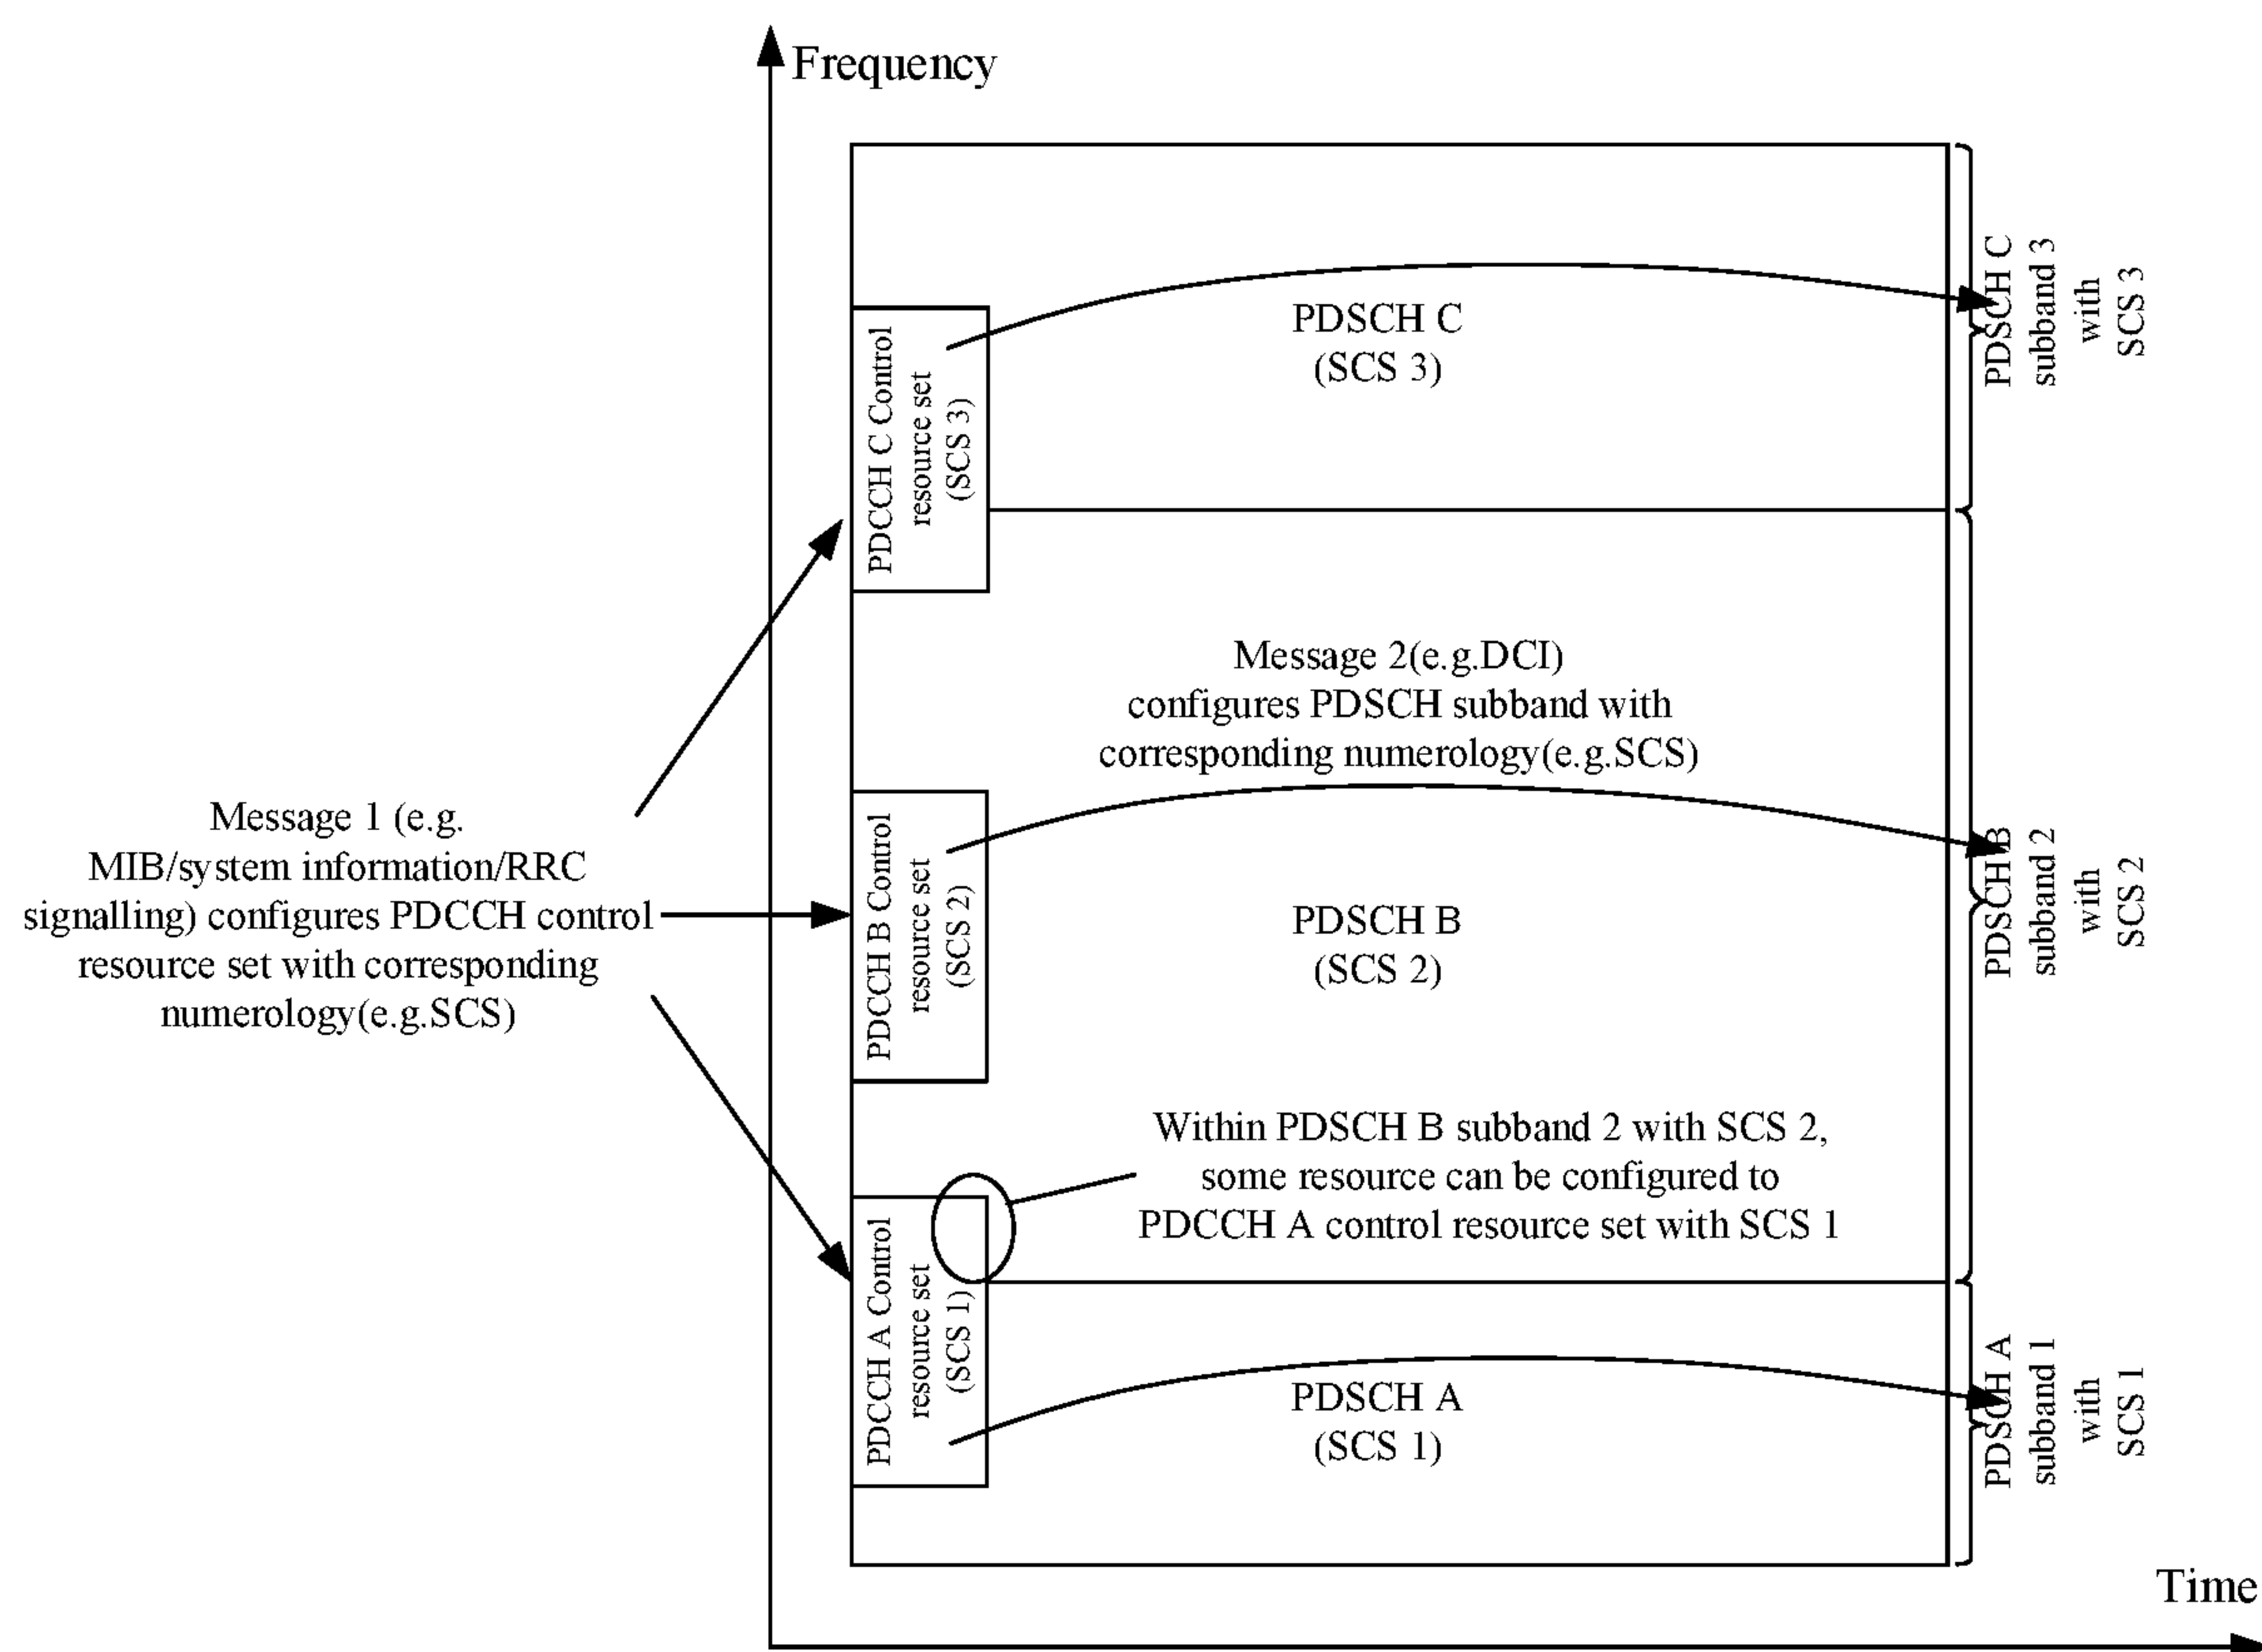 Frequency
PDSCH C
(SCS 3)
PDCCH C Control
resource set
(SCS 3)
PDSCH C
subband 3
with
SCS 3
Message 2(e.g.DCI)
configures PDSCH subband with
corresponding numerology(e.g.SCS)
Message 1 (e.g.
MIB/system information/RRC
signalling) configures PDCCH control
resource set with corresponding
numerology(e.g.SCS)
PDCCH B Control
resource set
(SCS 2)
PDSCH B
(SCS 2)
PDSCH B
subband 2
with
SCS 2
Within PDSCH B subband 2 with SCS 2,
some resource can be configured to
PDCCH A control resource set with SCS 1
PDCCH A Control
resource set
(SCS 1)
PDSCH A
(SCS 1)
PDSCH A
subband 1
with
SCS 1
Time